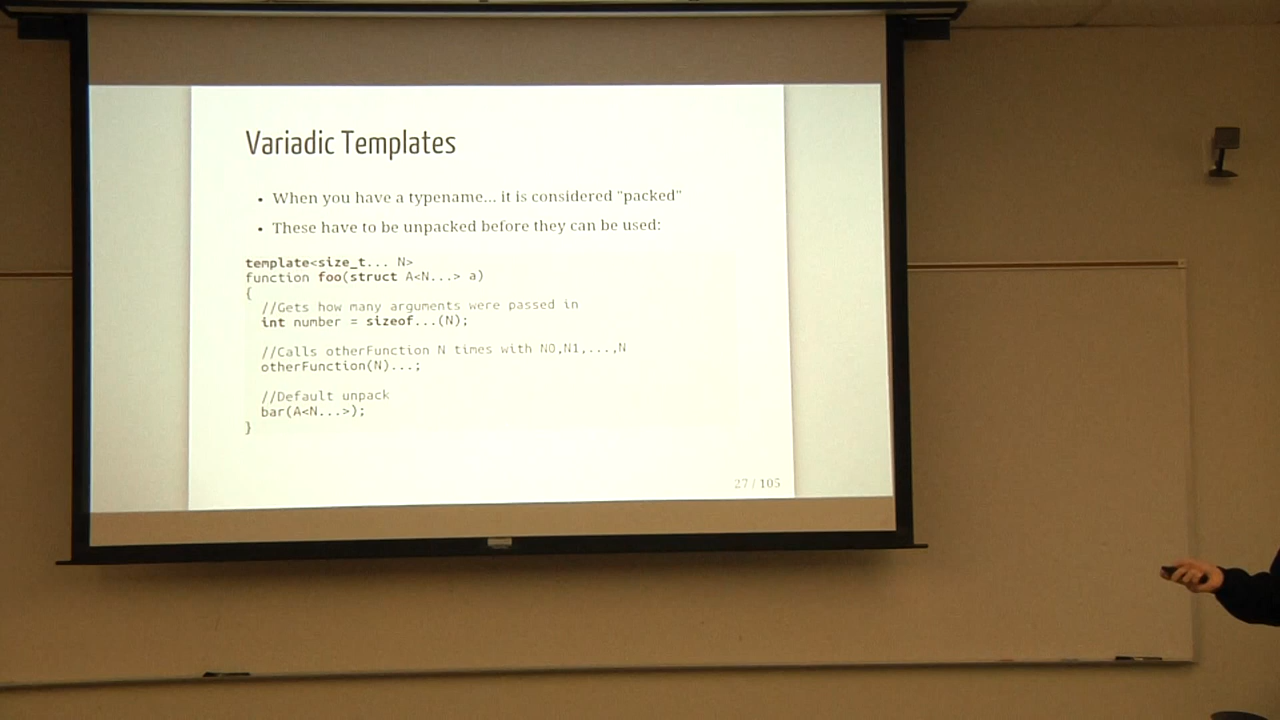 Variadic Templates
• When you have a typename... it is considered "packed"
• These have to be unpacked before they can be used:
template<size_t... N>
function foo(struct A<N...> a)
{
//Gets how many arguments were passed in
int number = sizeof...(N);
//Calls otherFunction N times with N0,N1,...,N
otherFunction(N)...;
//Default unpack
bar(A<N...>);
}
27 / 105